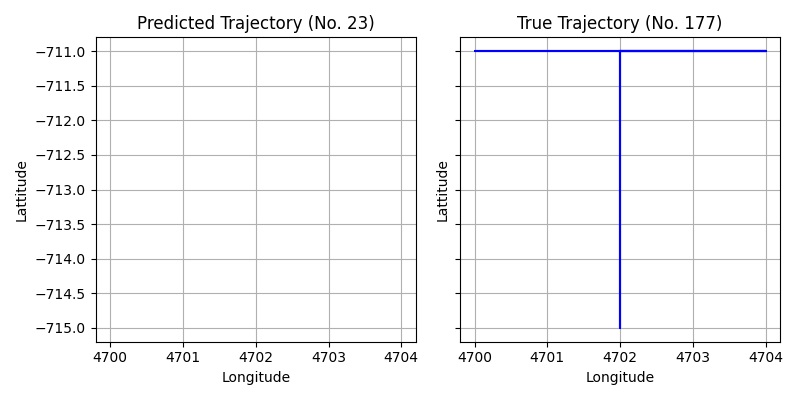 Predicted Trajectory (No. 23)
True Trajectory (No. 177)
−711.0
−711.5
−712.0
−712.5
−713.0
−713.5
−714.0
−714.5
−715.0
Lattitude
Lattitude
4700 4701 4702 4703 4704
4700 4701 4702 4703 4704
Longitude
Longitude